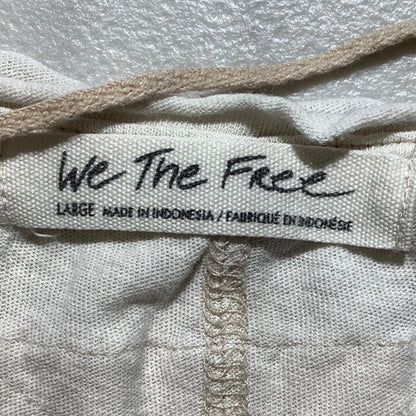 We The Free
LARGE MADE IN INDONESIA / FABRIQUÉ EN INDONÉSIE